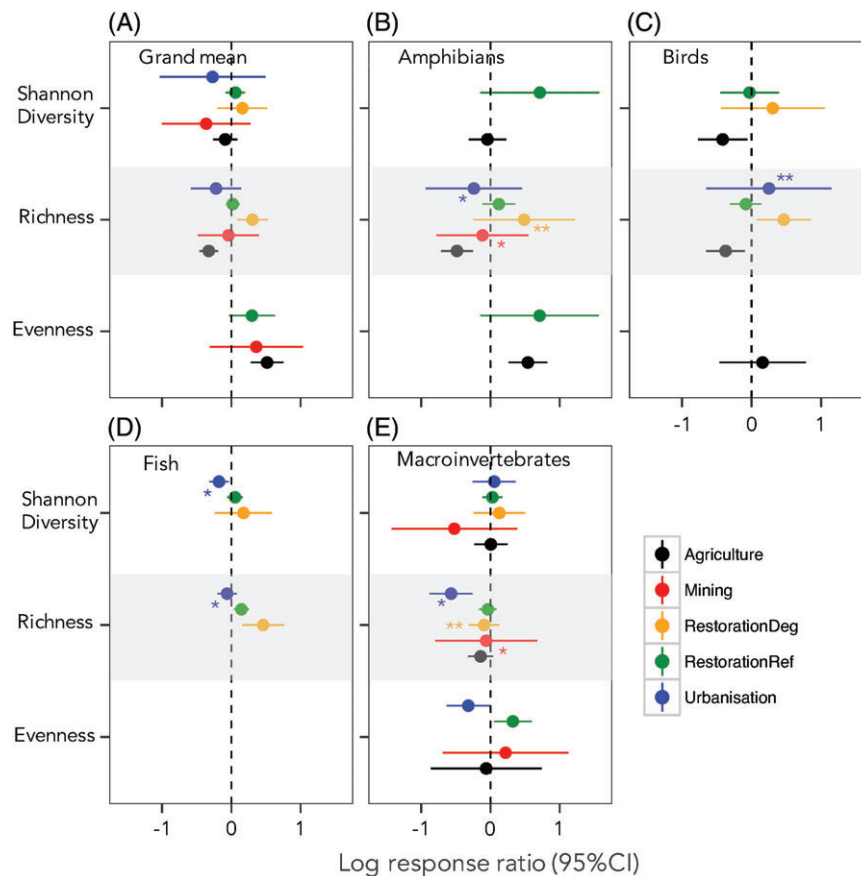 (A) (B) (C)
Grand mean Amphibians Birds
Shannon
Diversity
**
Richness
*
**
*
Evenness
-1 0 1
(D) (E)
Fish Macroinvertebrates
Shannon
Diversity
*
Richness
* *
**
*
Evenness
-1 0 1 -1 0 1
Agriculture
Mining
RestorationDeg
RestorationRef
Urbanisation
Log response ratio (95%CI)